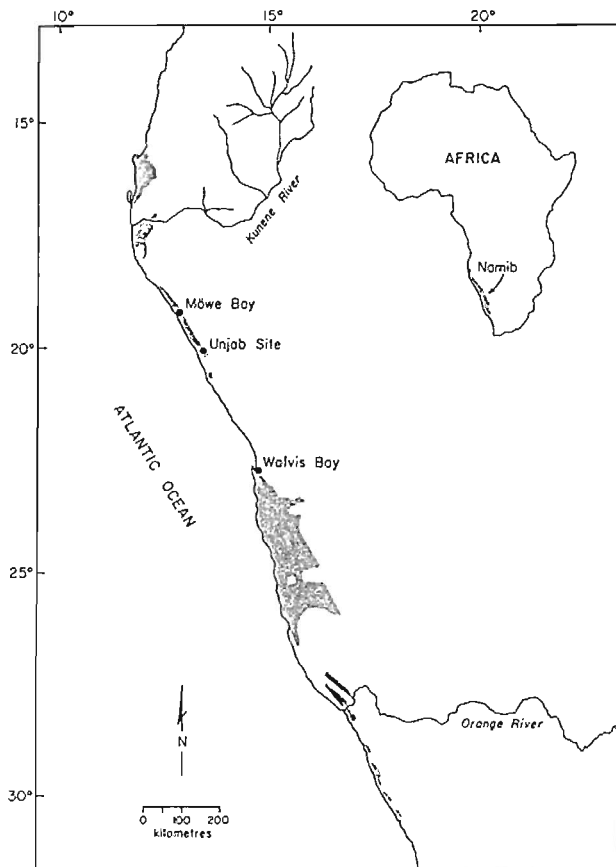 10°
15°
20°
15°
AFRICA
Kunene River
Namib
Möwe Bay
20°
Unjab Site
ATLANTIC OCEAN
Walvis Bay
25°
N
Orange River
30°
0 100 200
kilometres